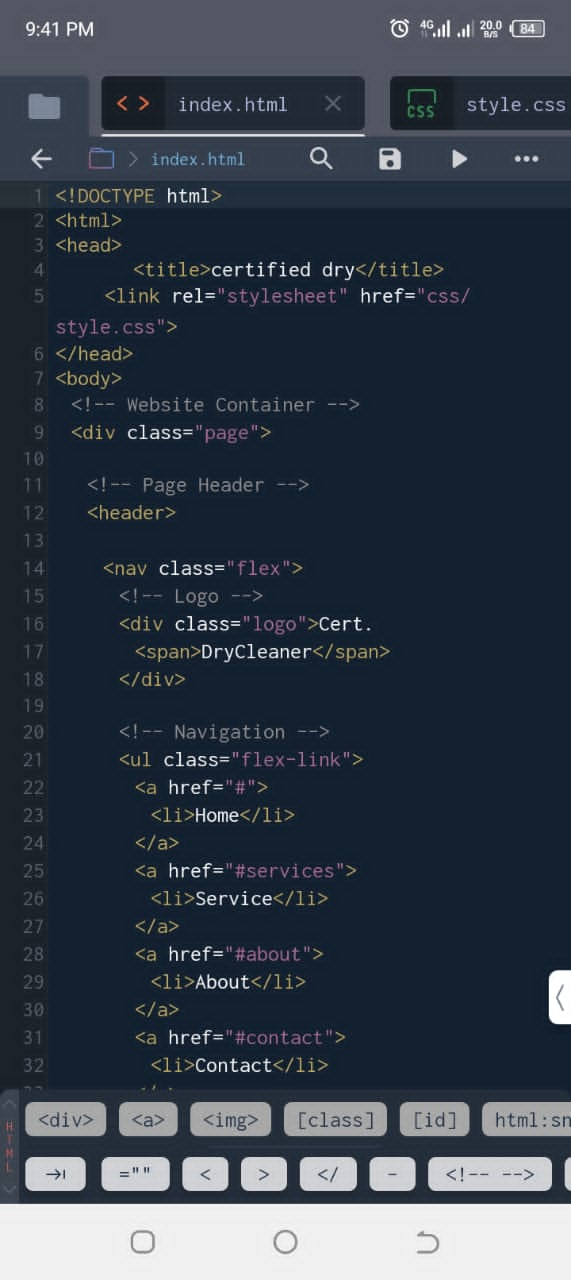 9:41 PM 4G 20.0 B/S 84
index.html style.css
CSS
index.html
1 <!DOCTYPE html>
2 <html>
3 <head>
4 <title>certified dry</title>
5 <link rel="stylesheet" href="css/
style.css">
6 </head>
7 <body>
8 <!-- Website Container -->
9 <div class="page">
10
11 <!-- Page Header -->
12 <header>
13
14 <nav class="flex">
15 <!-- Logo -->
16 <div class="logo">Cert.
17 <span>DryCleaner</span>
18 </div>
19
20 <!-- Navigation -->
21 <ul class="flex-link">
22 <a href="#">
23 <li>Home</li>
24 </a>
25 <a href="#services">
26 <li>Service</li>
27 </a>
28 <a href="#about">
29 <li>About</li>
30 </a>
31 <a href="#contact">
32 <li>Contact</li>
HTML
<div> <a> <img> [class] [id] html:sn
="" < > </ - <!-- -->